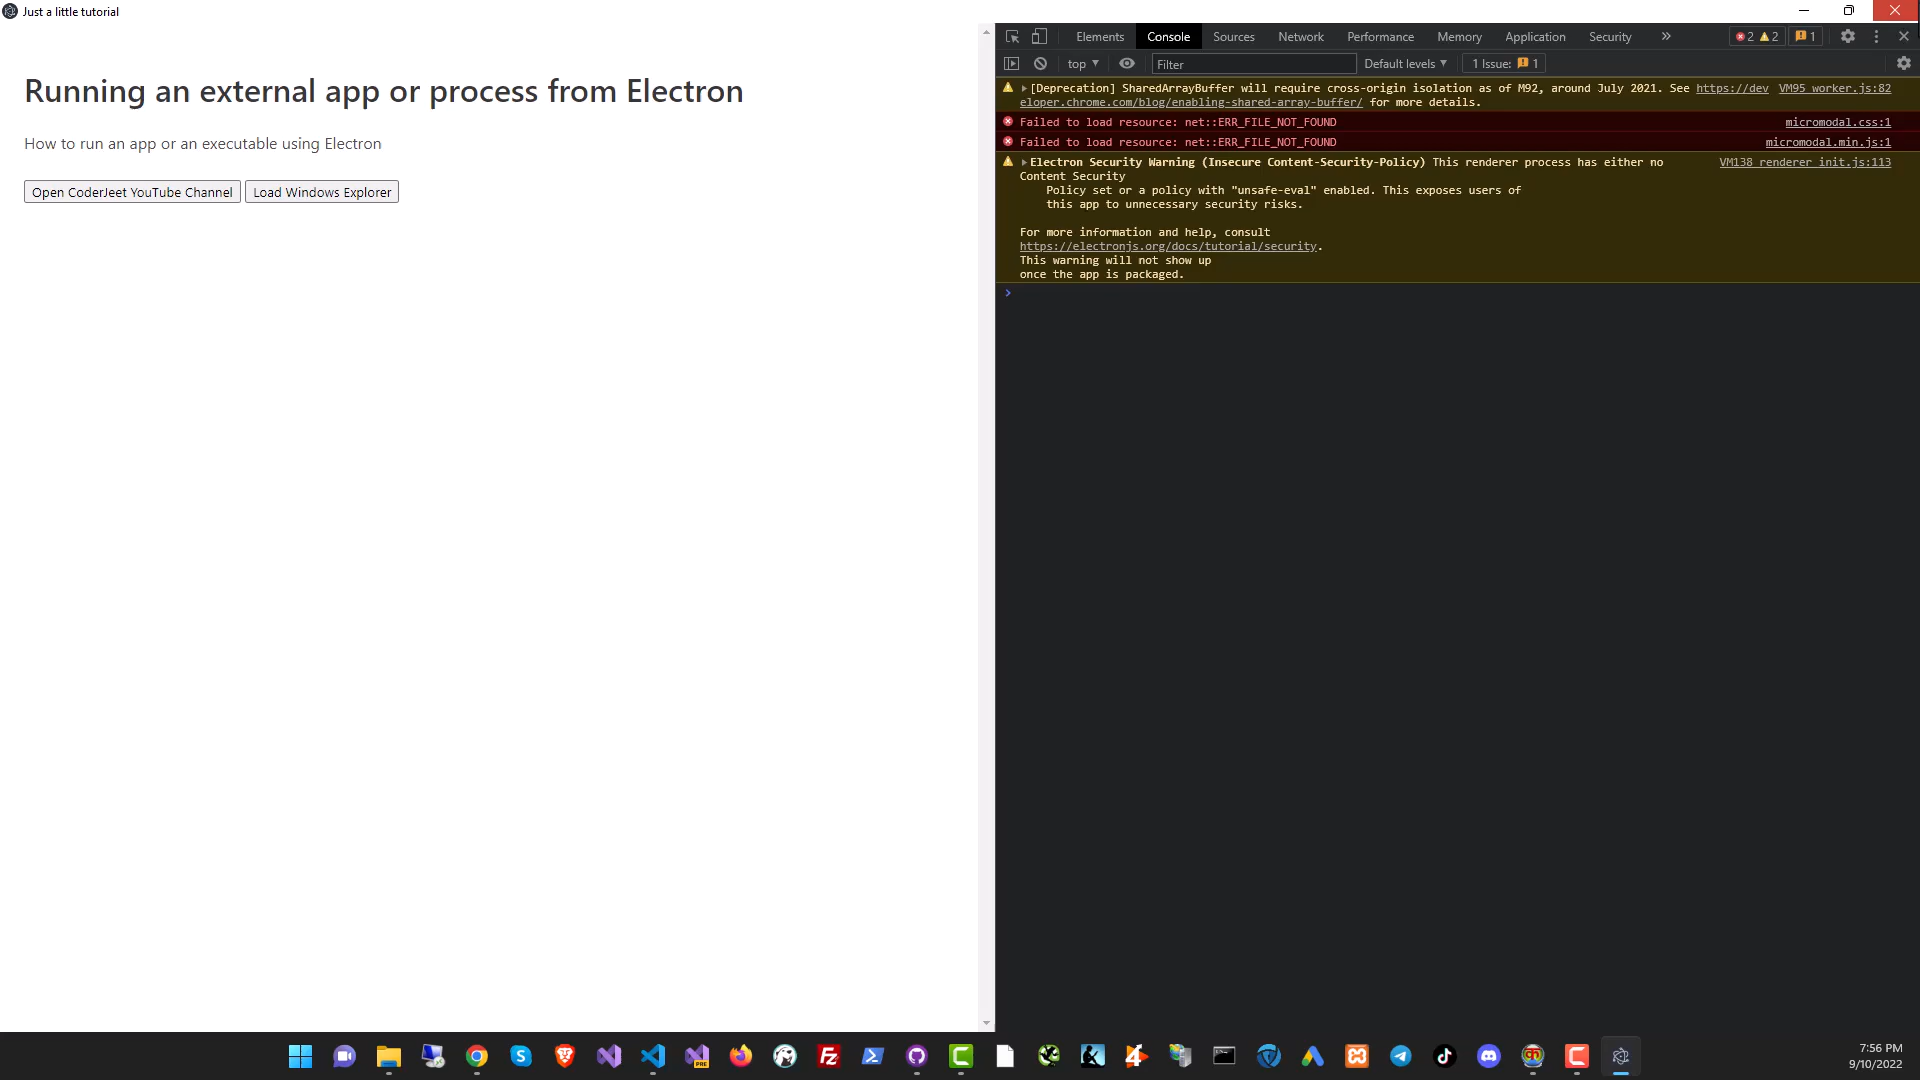 Just a little tutorial
Running an external app or process from Electron
How to run an app or an executable using Electron
Open CoderJeet YouTube Channel
Load Windows Explorer
Elements
Console
Sources
Network
Performance
Memory
Application
Security
2
2
1
top
Filter
Default levels
1 Issue:
1
[Deprecation] SharedArrayBuffer will require cross-origin isolation as of M92, around July 2021. See https://dev VM95 worker.js:82
eloper.chrome.com/blog/enabling-shared-array-buffer/ for more details.
Failed to load resource: net::ERR_FILE_NOT_FOUND micromodal.css:1
Failed to load resource: net::ERR_FILE_NOT_FOUND micromodal.min.js:1
Electron Security Warning (Insecure Content-Security-Policy) This renderer process has either no VM138 renderer_init.js:113
Content Security
Policy set or a policy with "unsafe-eval" enabled. This exposes users of
this app to unnecessary security risks.
For more information and help, consult
https://electronjs.org/docs/tutorial/security.
This warning will not show up
once the app is packaged.
S
PRE
FZ
4
7:56 PM
9/10/2022